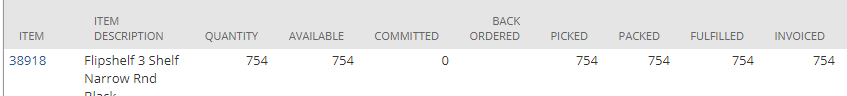 ITEM ITEM DESCRIPTION QUANTITY AVAILABLE COMMITTED BACK ORDERED PICKED PACKED FULFILLED INVOICED
38918 Flipshelf 3 Shelf 754 754 0 754 754 754 754
Narrow Rnd
Black